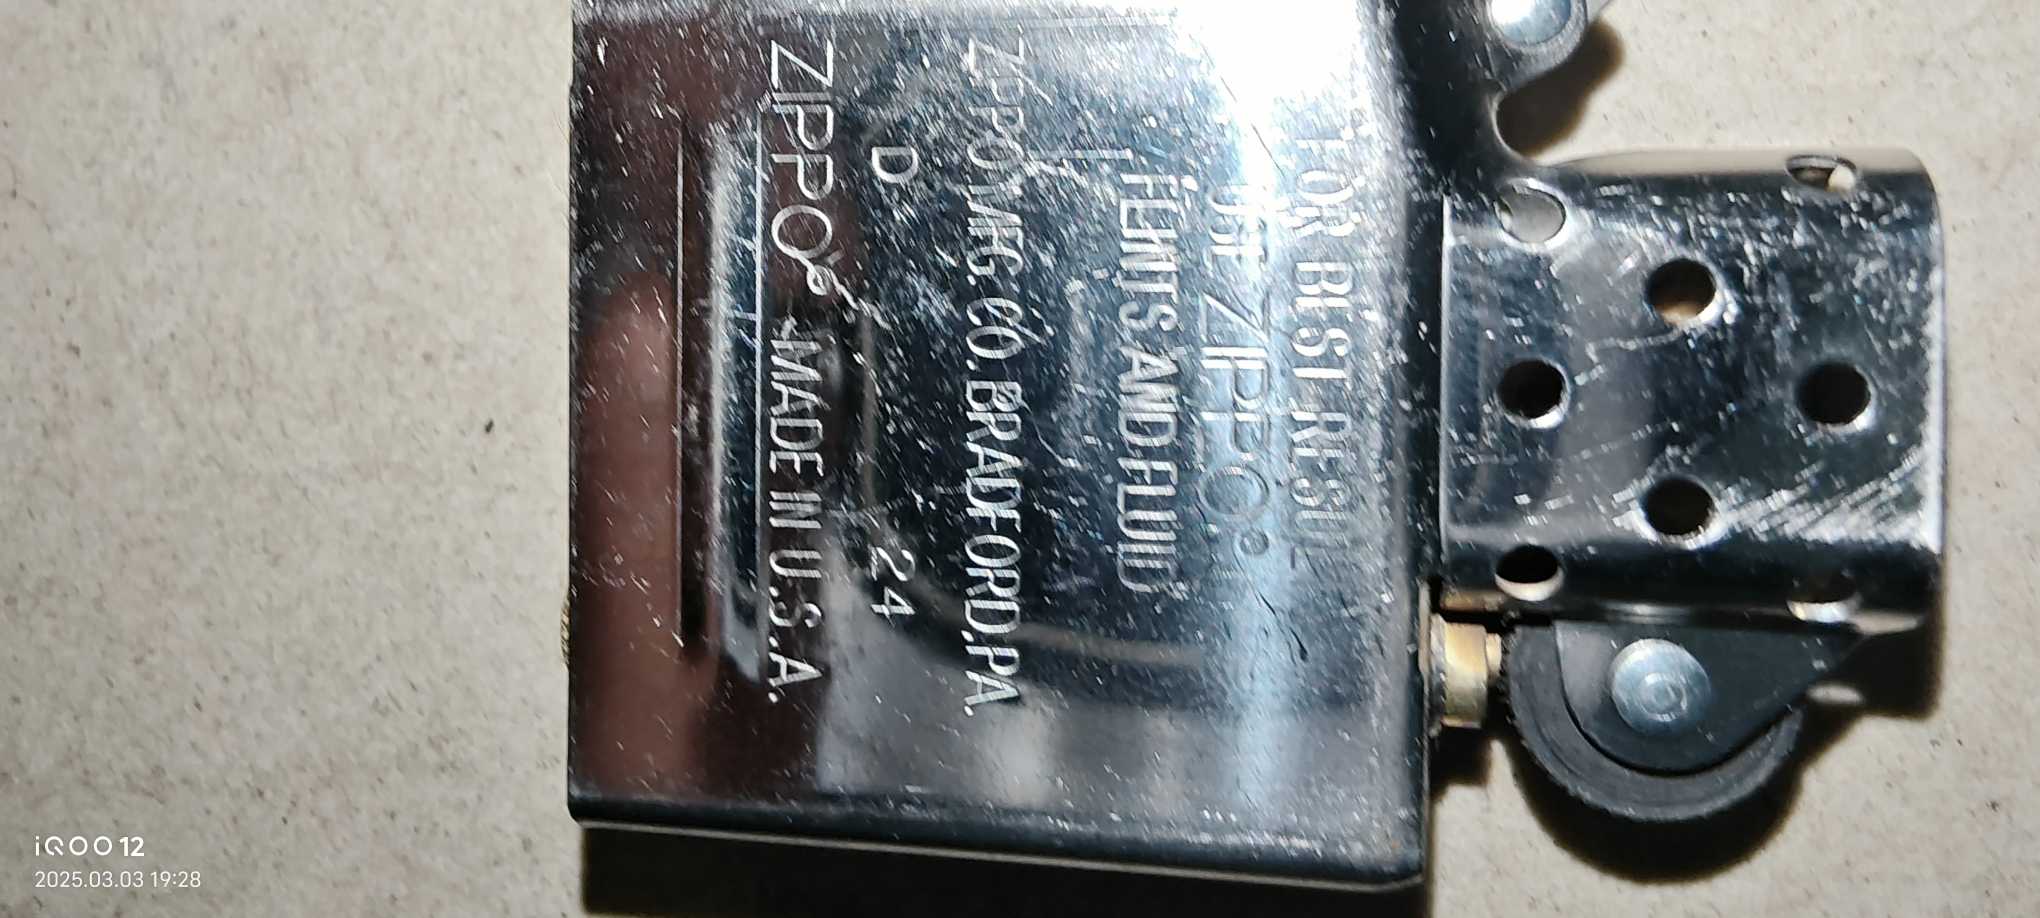 FOR BEST RESUL
USE ZIPPO®
FLINTS AND FLUID
ZIPPO MFG. CO. BRADFORD, PA.
D 24
ZIPPO® MADE IN U.S.A.
iQOO 12
2025.03.03 19:28